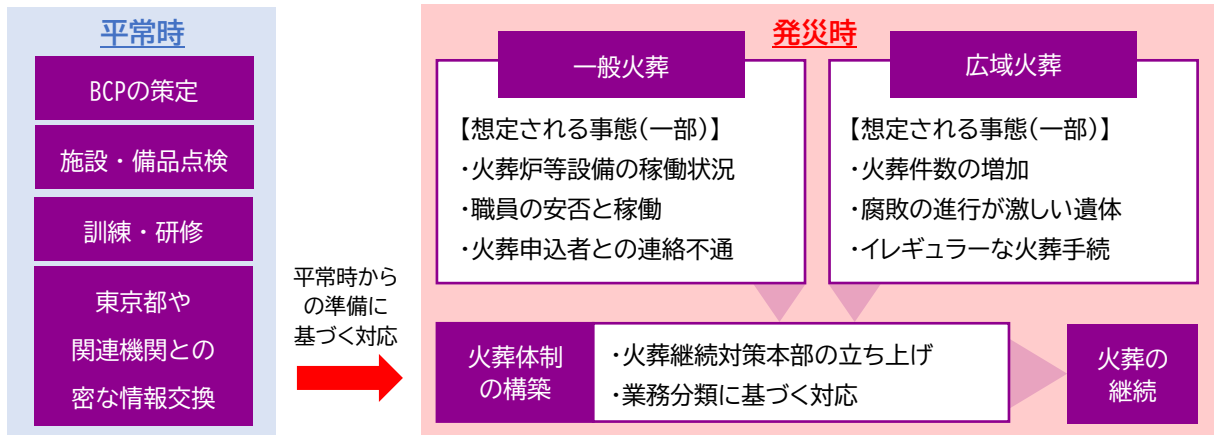 平常時
BCPの策定
施設・備品点検
訓練・研修
東京都や
関連機関との
密な情報交換
平常時から
の準備に
基づく対応
発災時
一般火葬
【想定される事態(一部)】
・火葬炉等設備の稼働状況
・職員の安否と稼働
・火葬申込者との連絡不通
広域火葬
【想定される事態(一部)】
・火葬件数の増加
・腐敗の進行が激しい遺体
・イレギュラーな火葬手続
火葬体制
の構築
・火葬継続対策本部の立ち上げ
・業務分類に基づく対応
火葬の
継続